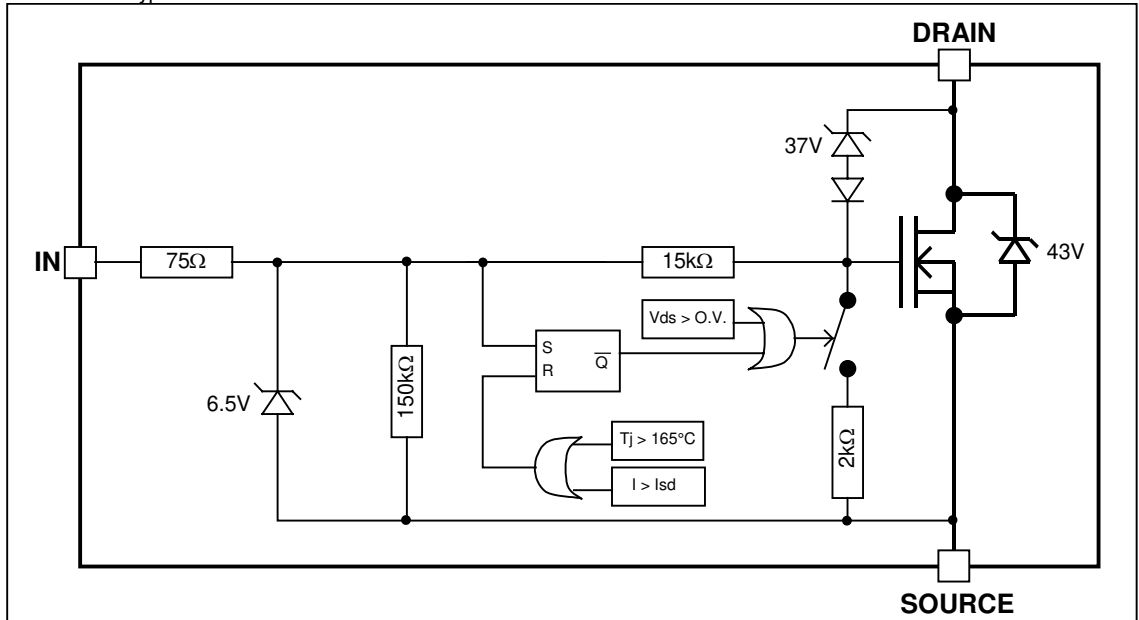 DRAIN
37V
IN
75Ω
15kΩ
43V
Vds > O.V.
S
R
Q̅
150kΩ
6.5V
Tj > 165°C
I > Isd
2kΩ
SOURCE